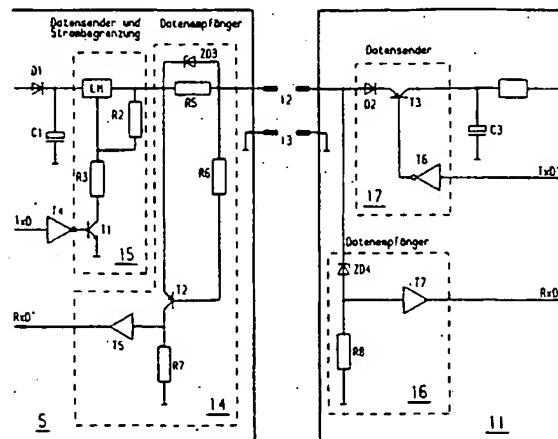 Datensender und
Strombegrenzung
Datenempfänger
Datensender
D1
LM
R2
C1
R3
TxD
T4
T1
15
ZD3
R5
R6
T2
RxD'
T5
R7
5
14
12
13
D2
T3
C3
T6
TxD'
17
Datenempfänger
ZD4
T7
RxD
R8
16
11